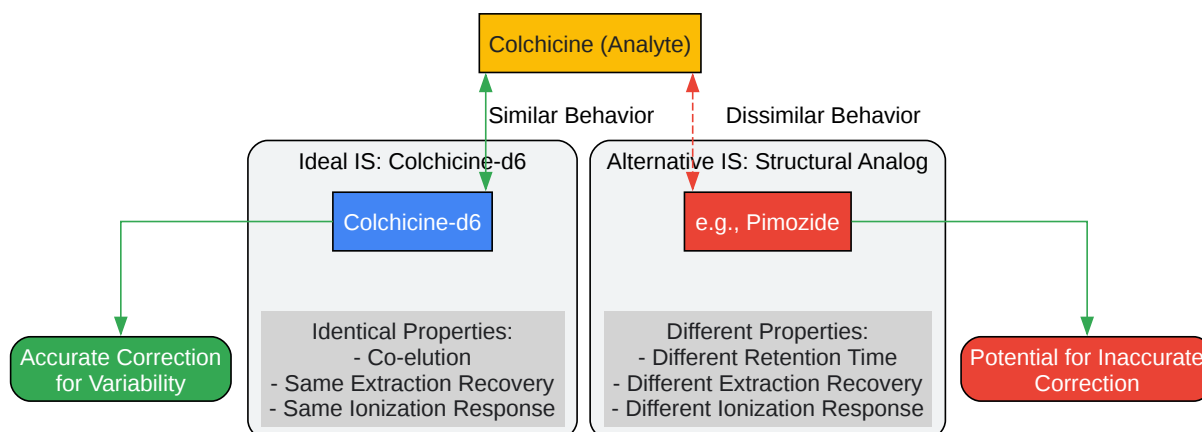 Colchicine (Analyte)
Similar Behavior
Dissimilar Behavior
Ideal IS: Colchicine-d6
Alternative IS: Structural Analog
Colchicine-d6
e.g., Pimozide
Identical Properties:
- Co-elution
- Same Extraction Recovery
- Same Ionization Response
Different Properties:
- Different Retention Time
- Different Extraction Recovery
- Different Ionization Response
Accurate Correction
for Variability
Potential for Inaccurate
Correction